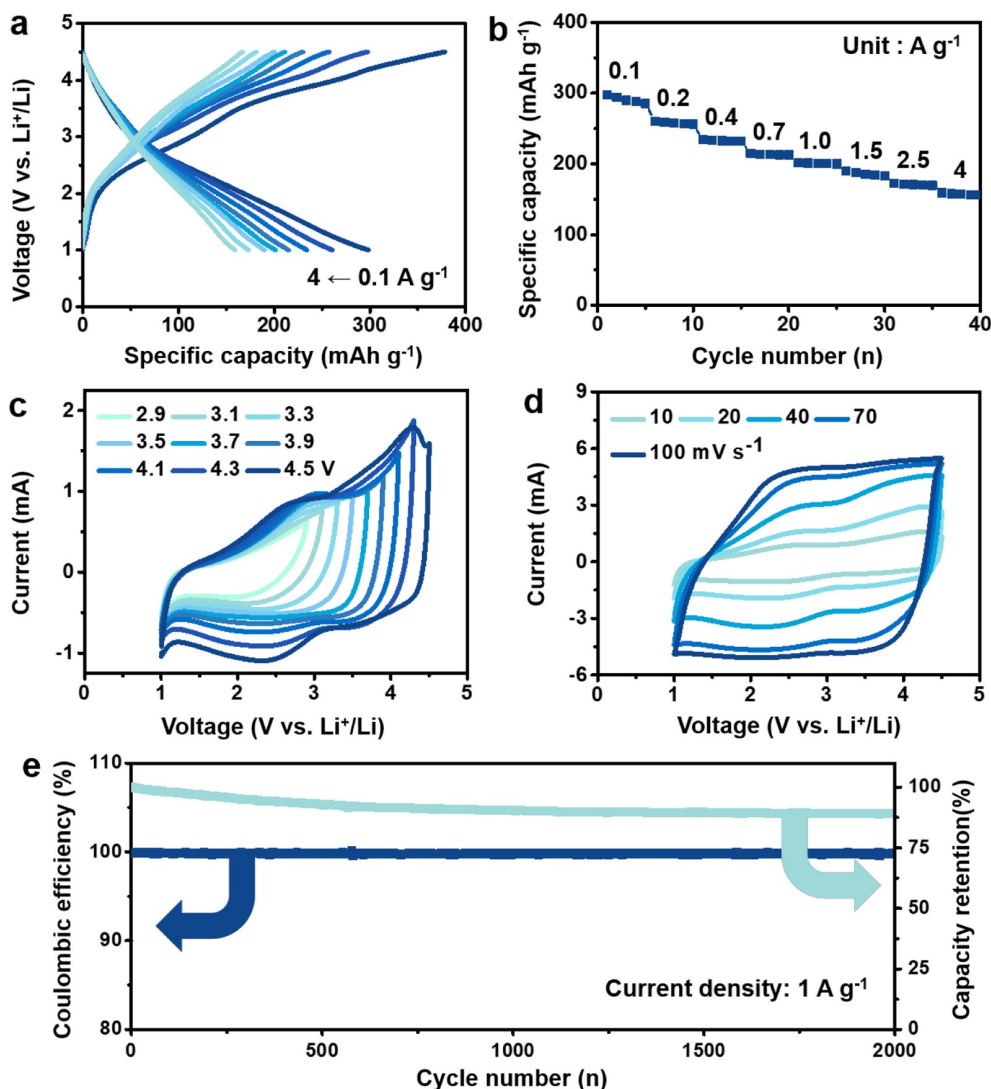 a
5
4
3
2
1
0
100
200
300
400
Voltage (V vs. Li⁺/Li)
4 ← 0.1 A g⁻¹
Specific capacity (mAh g⁻¹)
b
400
300
200
100
0
0
10
20
30
40
Specific capacity (mAh g⁻¹)
Unit : A g⁻¹
0.1
0.2
0.4
0.7
1.0
1.5
2.5
4
Cycle number (n)
c
2
1
0
-1
0
1
2
3
4
5
Current (mA)
2.9 3.1 3.3
3.5 3.7 3.9
4.1 4.3 4.5 V
Voltage (V vs. Li⁺/Li)
d
9
6
3
0
-3
-6
0
1
2
3
4
5
Current (mA)
10 20 40 70
100 mV s⁻¹
Voltage (V vs. Li⁺/Li)
e
110
100
90
80
0
500
1000
1500
2000
Coulombic efficiency (%)
100
75
50
25
0
Capacity retention(%)
Current density: 1 A g⁻¹
Cycle number (n)